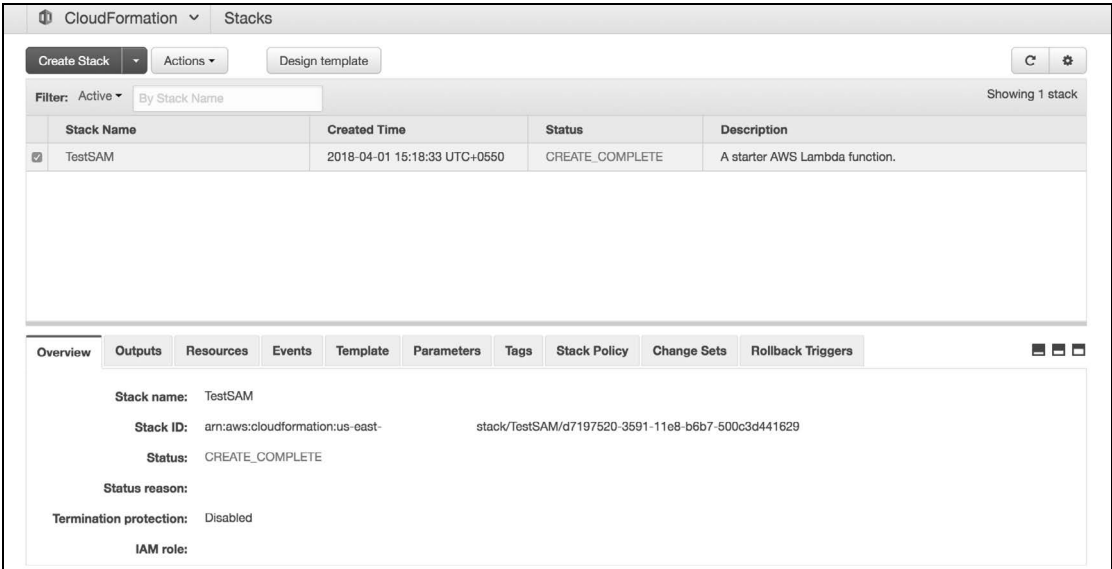 CloudFormation Stacks
Create Stack Actions Design template
Filter: Active By Stack Name Showing 1 stack
Stack Name Created Time Status Description
TestSAM 2018-04-01 15:18:33 UTC+0550 CREATE_COMPLETE A starter AWS Lambda function.
Overview Outputs Resources Events Template Parameters Tags Stack Policy Change Sets Rollback Triggers
Stack name: TestSAM
Stack ID: arn:aws:cloudformation:us-east- stack/TestSAM/d7197520-3591-11e8-b6b7-500c3d441629
Status: CREATE_COMPLETE
Status reason:
Termination protection: Disabled
IAM role: